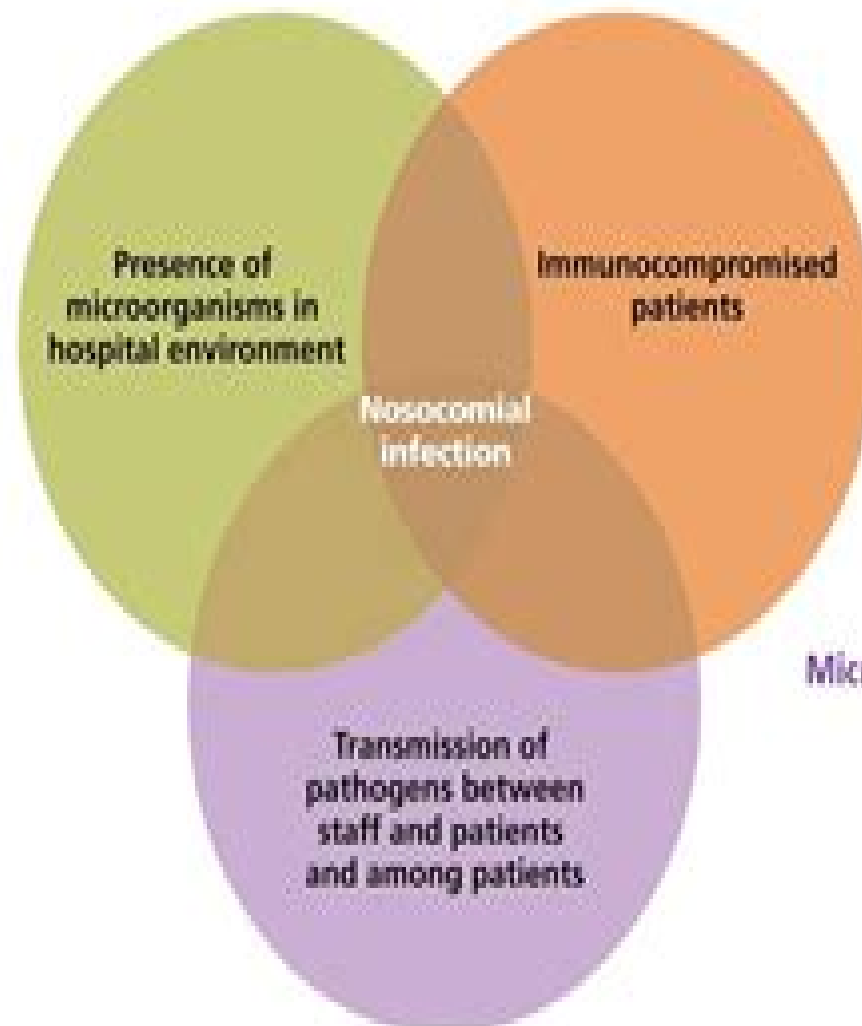 Presence of
microorganisms in
hospital environment
Immunocompromised
patients
Nosocomial
infection
Transmission of
pathogens between
staff and patients
and among patients